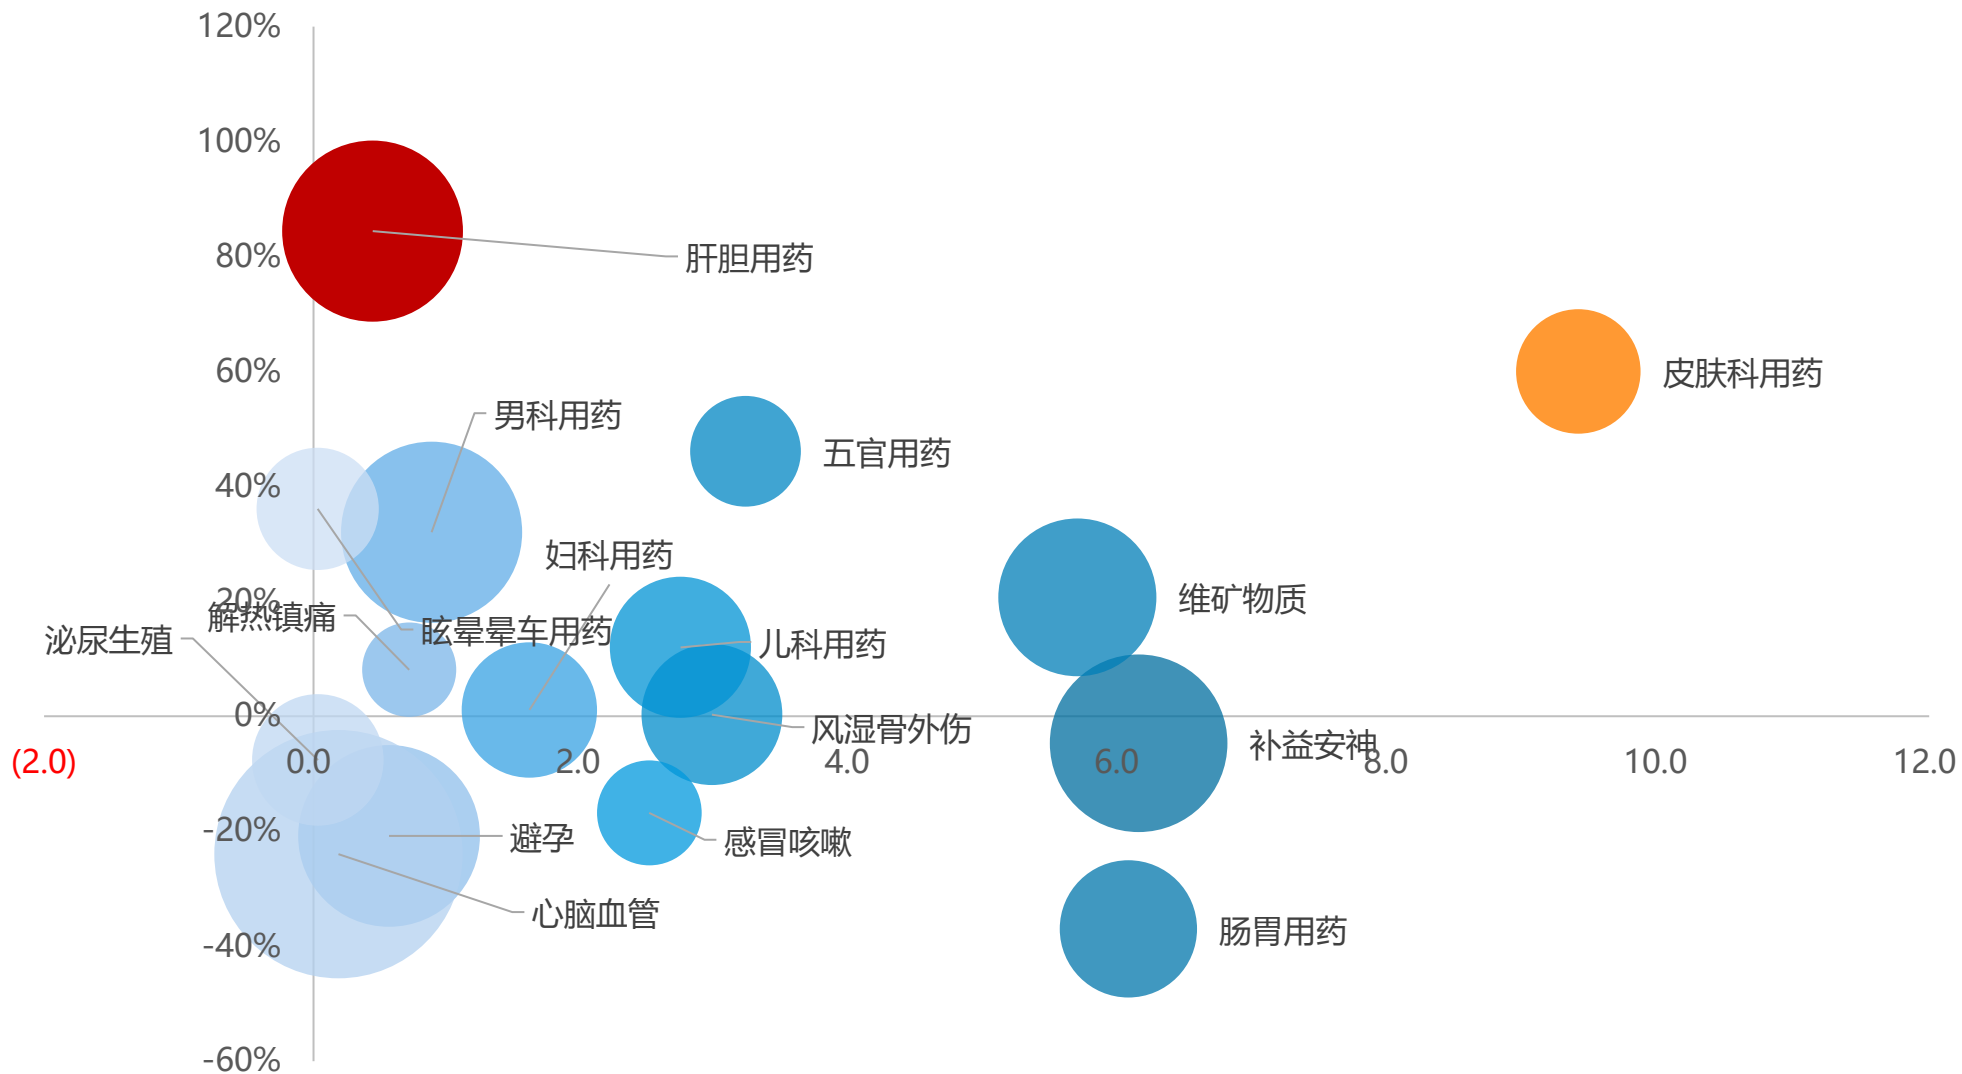 120%
100%
80%
肝胆用药
60%
皮肤科用药
男科用药
五官用药
40%
妇科用药
20%
维矿物质
解热镇痛
眩晕晕车用药
泌尿生殖
儿科用药
0%
风湿骨外伤
补益安神
(2.0)
0.0
2.0
4.0
6.0
8.0
10.0
12.0
-20%
避孕
感冒咳嗽
心脑血管
肠胃用药
-40%
-60%